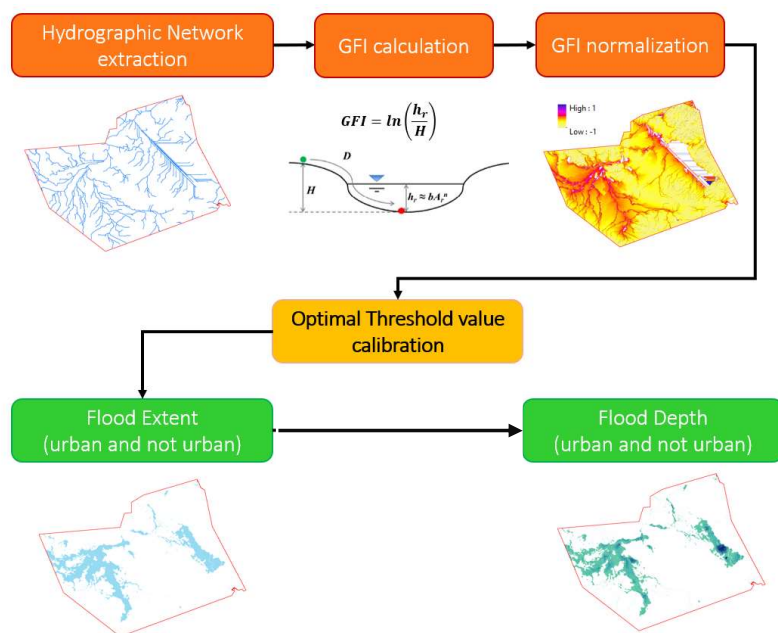 Hydrographic Network
extraction
GFI calculation
GFI normalization
GFI = ln(h_r/H)
High : 1
Low : -1
D
H
h_r ≈ bA_r^n
Optimal Threshold value
calibration
Flood Extent
(urban and not urban)
Flood Depth
(urban and not urban)